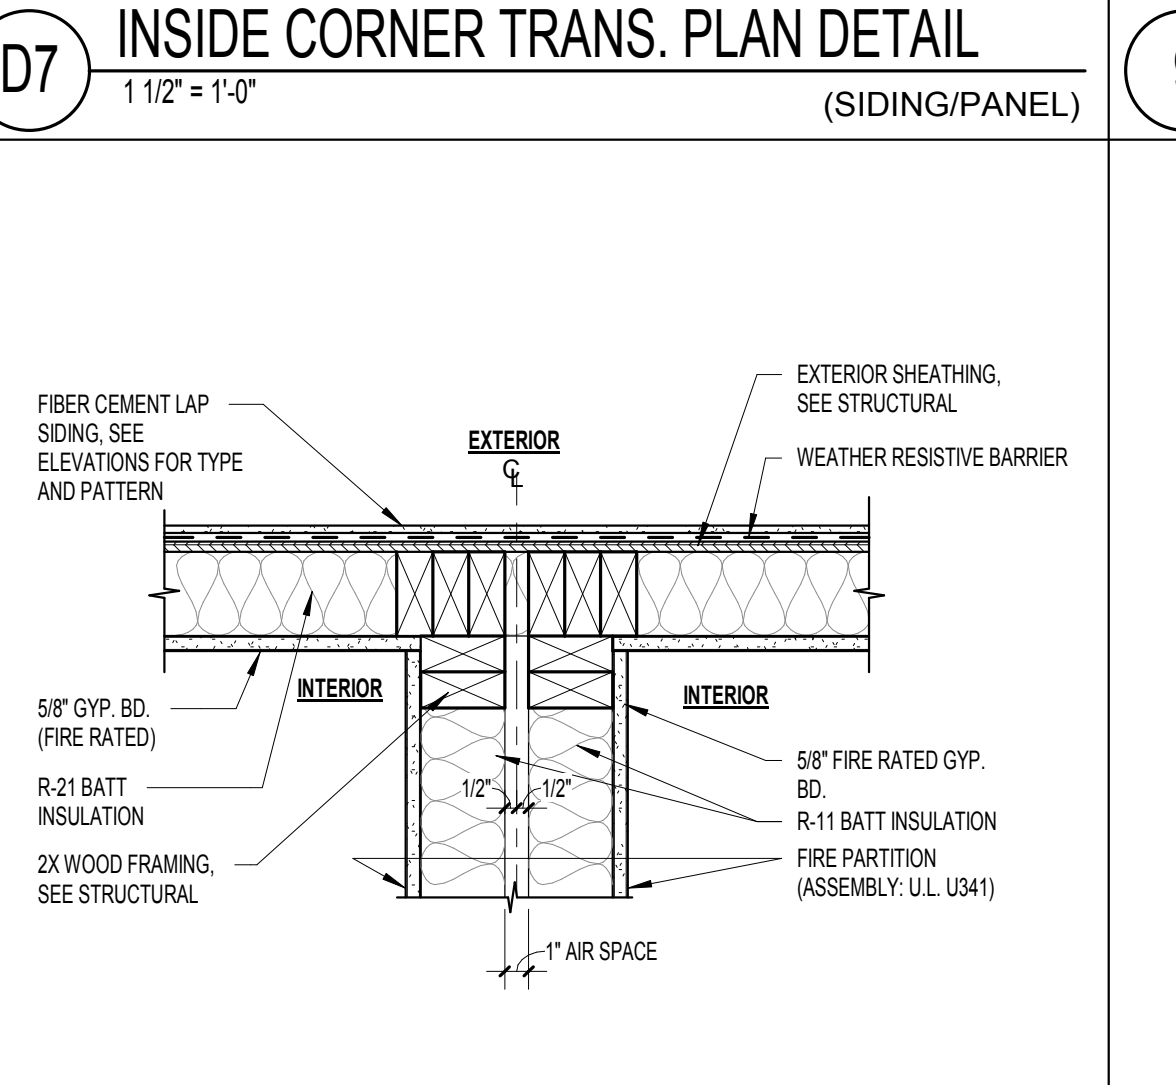 D7
INSIDE CORNER TRANS. PLAN DETAIL
1 1/2" = 1'-0"
(SIDING/PANEL)
FIBER CEMENT LAP
SIDING, SEE
ELEVATIONS FOR TYPE
AND PATTERN
EXTERIOR
CL
EXTERIOR SHEATHING,
SEE STRUCTURAL
WEATHER RESISTIVE BARRIER
INTERIOR
INTERIOR
5/8" GYP. BD.
(FIRE RATED)
R-21 BATT
INSULATION
2X WOOD FRAMING,
SEE STRUCTURAL
1/2"
1/2"
5/8" FIRE RATED GYP.
BD.
R-11 BATT INSULATION
FIRE PARTITION
(ASSEMBLY: U.L. U341)
1" AIR SPACE